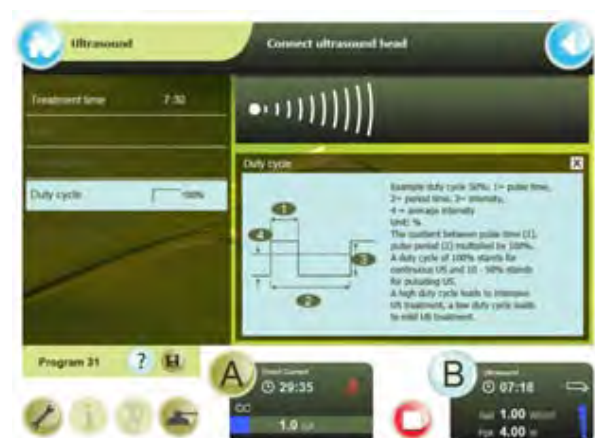 Ultrasound
Connect ultrasound head
Treatment time 7:30
Duty cycle 100%
Duty cycle
X
Example duty cycle 50%: 1= pulse time,
2= period time, 3= intensity,
4 = average intensity
Unit: %
The quotient between pulse time (1),
pulse period (2) multiplied by 100%.
A duty cycle of 100% stands for
continuous US and 10 - 50% stands
for pulsating US.
A high duty cycle leads to intensive
US treatment, a low duty cycle leads
to mild US treatment.
1
4
3
2
Program 31
?
A
Direct Current
29:35
CC
1.0
B
Ultrasound
07:18
1.00
4.00